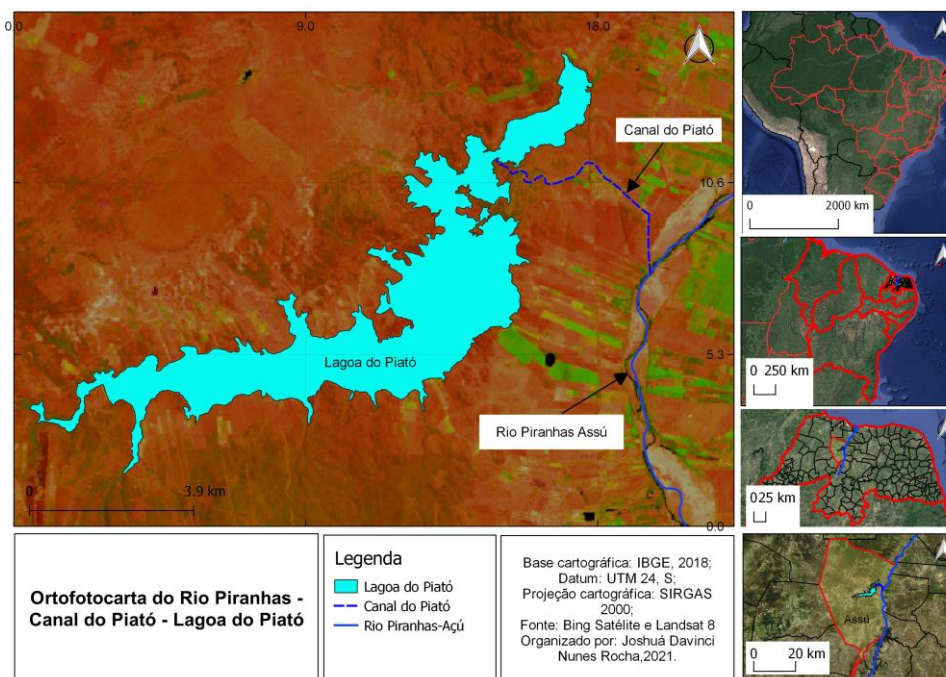 0.0
9.0
18.0
Canal do Piató
10.6
Lagoa do Piató
5.3
Rio Piranhas Assú
0
3.9 km
0.0
0
2000 km
0 250 km
025 km
Assú
0
20 km
Ortofotocarta do Rio Piranhas -
Canal do Piató - Lagoa do Piató
Legenda
Lagoa do Piató
Canal do Piató
Rio Piranhas-Açú
Base cartográfica: IBGE, 2018;
Datum: UTM 24, S;
Projeção cartográfica: SIRGAS
2000;
Fonte: Bing Satélite e Landsat 8
Organizado por: Joshuá Davinci
Nunes Rocha,2021.